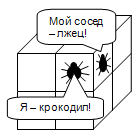 Мой сосед
– лжец!
Я – крокодил!